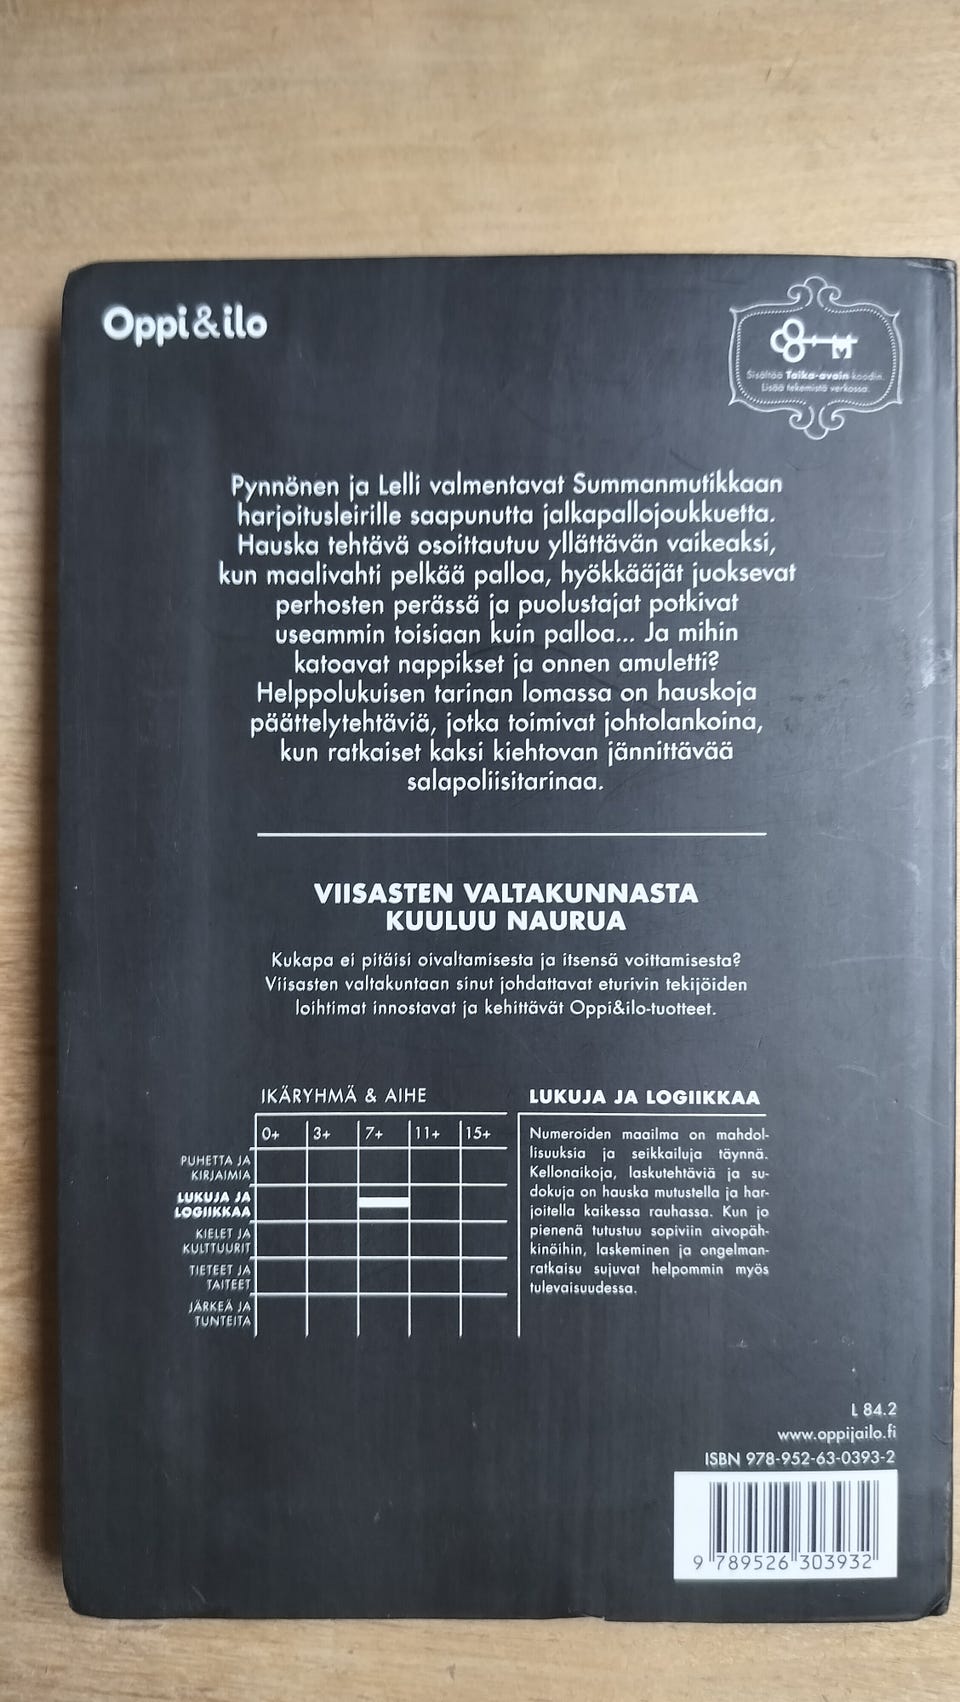 Oppi&ilo
Sisältää Taika-avain-koodin.
Lisää tekemistä verkossa.
Pynnönen ja Lelli valmentavat Summanmutikkaan
harjoitusleirille saapunutta jalkapallojoukkuetta.
Hauska tehtävä osoittautuu yllättävän vaikeaksi,
kun maalivahti pelkää palloa, hyökkääjät juoksevat
perhosten perässä ja puolustajat potkivat
useammin toisiaan kuin palloa... Ja mihin
katoavat nappikset ja onnen amuletti?
Helppolukuisen tarinan lomassa on hauskoja
päättelytehtäviä, jotka toimivat johtolankoina,
kun ratkaiset kaksi kiehtovan jännittävää
salapoliisitarinaa.
VIISASTEN VALTAKUNNASTA
KUULUU NAURUA
Kukapa ei pitäisi oivaltamisesta ja itsensä voittamisesta?
Viisasten valtakuntaan sinut johdattavat eturivin tekijöiden
loihtimat innostavat ja kehittävät Oppi&ilo-tuotteet.
IKÄRYHMÄ & AIHE
0+ 3+ 7+ 11+ 15+
PUHETTA JA
KIRJAIMIA
LUKUJA JA
LOGIIKKAA
KIELET JA
KULTTUURIT
TIETEET JA
TAITEET
JÄRKEÄ JA
TUNTEITA
LUKUJA JA LOGIIKKAA
Numeroiden maailma on mahdol-
lisuuksia ja seikkailuja täynnä.
Kellonaikoja, laskutehtäviä ja su-
dokuja on hauska mutustella ja har-
joitella kaikessa rauhassa. Kun jo
pienenä tutustuu sopiviin aivopäh-
kinöihin, laskeminen ja ongelman-
ratkaisu sujuvat helpommin myös
tulevaisuudessa.
L 84.2
www.oppijailo.fi
ISBN 978-952-63-0393-2
9 789526 303932